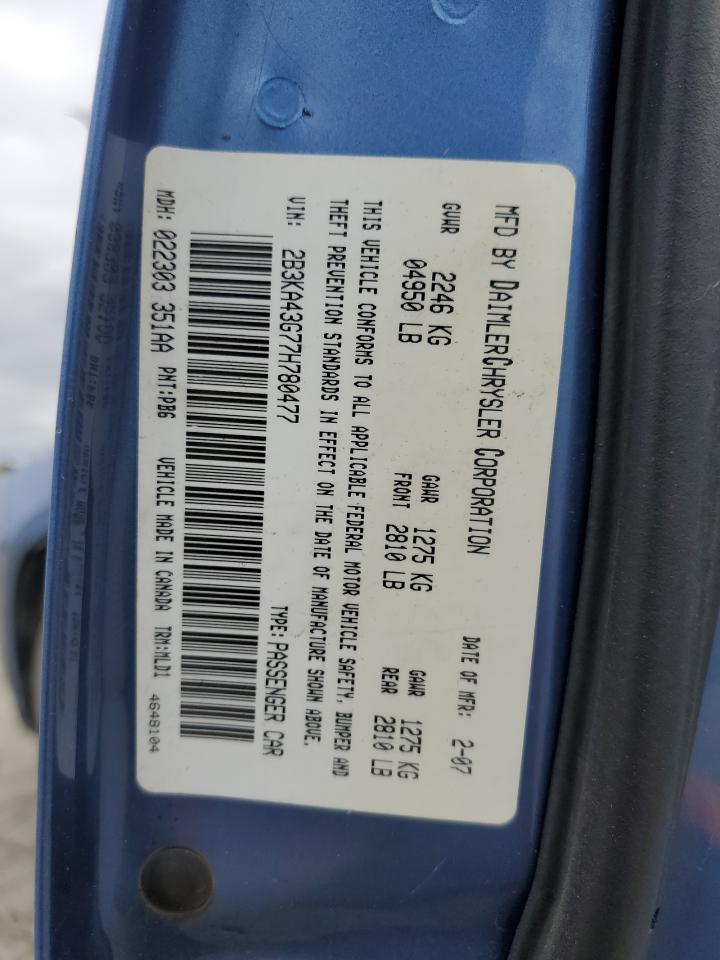 MFD BY DAIMLERCHRYSLER CORPORATION
DATE OF MFR: 2-07
GVWR 2246 KG 04950 LB
GAWR FRONT 1275 KG 2810 LB
GAWR REAR 1275 KG 2810 LB
THIS VEHICLE CONFORMS TO ALL APPLICABLE FEDERAL MOTOR VEHICLE SAFETY, BUMPER AND
THEFT PREVENTION STANDARDS IN EFFECT ON THE DATE OF MANUFACTURE SHOWN ABOVE.
VIN: 2B3KA43G77H780477 TYPE: PASSENGER CAR
MDH: 022303 351AA PNT:PB6 VEHICLE MADE IN CANADA TRM:MLD1
4648104